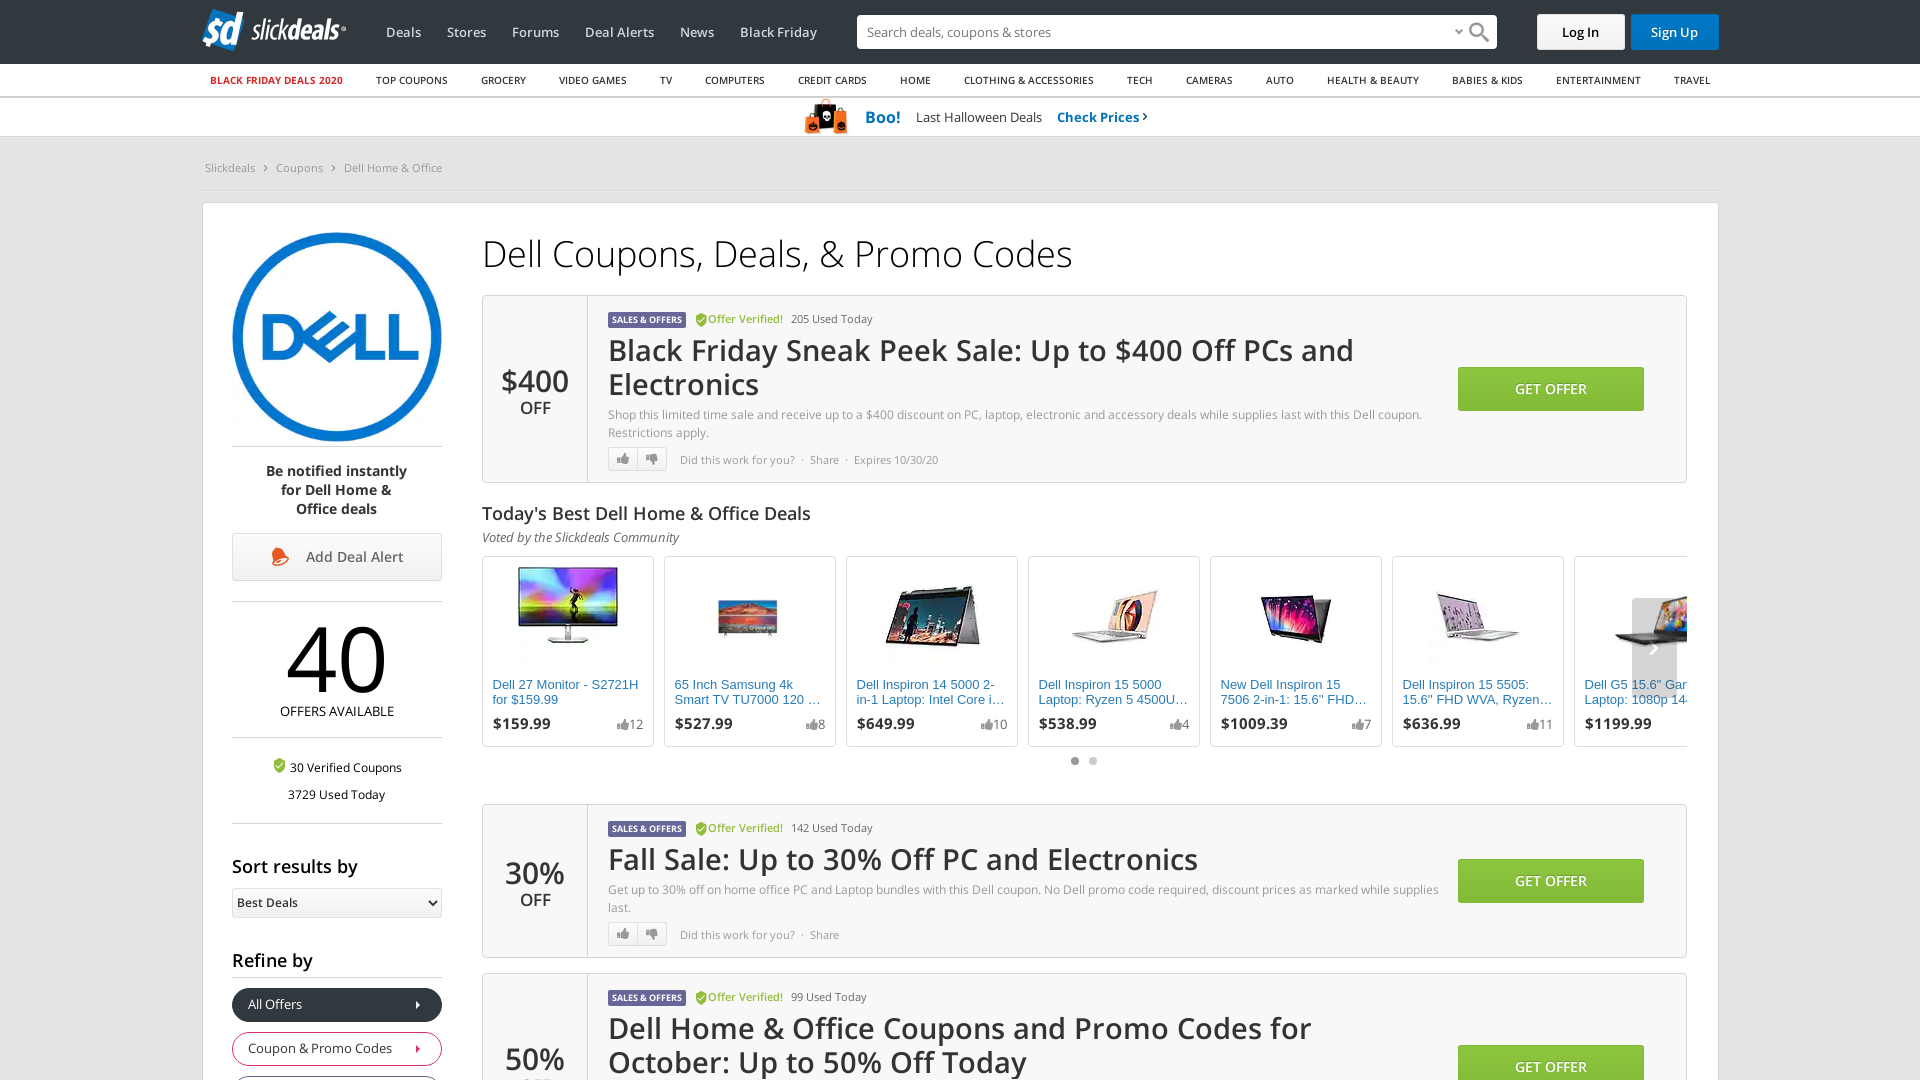 sd slickdeals
Deals
Stores
Forums
Deal Alerts
News
Black Friday
Search deals, coupons & stores
Log In
Sign Up
BLACK FRIDAY DEALS 2020
TOP COUPONS
GROCERY
VIDEO GAMES
TV
COMPUTERS
CREDIT CARDS
HOME
CLOTHING & ACCESSORIES
TECH
CAMERAS
AUTO
HEALTH & BEAUTY
BABIES & KIDS
ENTERTAINMENT
TRAVEL
Boo! Last Halloween Deals Check Prices
Slickdeals > Coupons > Dell Home & Office
DELL
Be notified instantly
for Dell Home &
Office deals
Add Deal Alert
40
OFFERS AVAILABLE
30 Verified Coupons
3729 Used Today
Sort results by
Best Deals
Refine by
All Offers
Coupon & Promo Codes
Dell Coupons, Deals, & Promo Codes
$400
OFF
SALES & OFFERS Offer Verified! 205 Used Today
Black Friday Sneak Peek Sale: Up to $400 Off PCs and
Electronics
Shop this limited time sale and receive up to a $400 discount on PC, laptop, electronic and accessory deals while supplies last with this Dell coupon.
Restrictions apply.
Did this work for you? · Share · Expires 10/30/20
GET OFFER
Today's Best Dell Home & Office Deals
Voted by the Slickdeals Community
Dell 27 Monitor - S2721H
for $159.99
$159.99 12
65 Inch Samsung 4k
Smart TV TU7000 120 ...
$527.99 8
Dell Inspiron 14 5000 2-
in-1 Laptop: Intel Core i...
$649.99 10
Dell Inspiron 15 5000
Laptop: Ryzen 5 4500U...
$538.99 4
New Dell Inspiron 15
7506 2-in-1: 15.6" FHD...
$1009.39 7
Dell Inspiron 15 5505:
15.6" FHD WVA, Ryzen...
$636.99 11
Dell G5 15.6" Gar
Laptop: 1080p 14
$1199.99
30%
OFF
SALES & OFFERS Offer Verified! 142 Used Today
Fall Sale: Up to 30% Off PC and Electronics
Get up to 30% off on home office PC and Laptop bundles with this Dell coupon. No Dell promo code required, discount prices as marked while supplies
last.
Did this work for you? · Share
GET OFFER
50%
SALES & OFFERS Offer Verified! 99 Used Today
Dell Home & Office Coupons and Promo Codes for
October: Up to 50% Off Today
GET OFFER